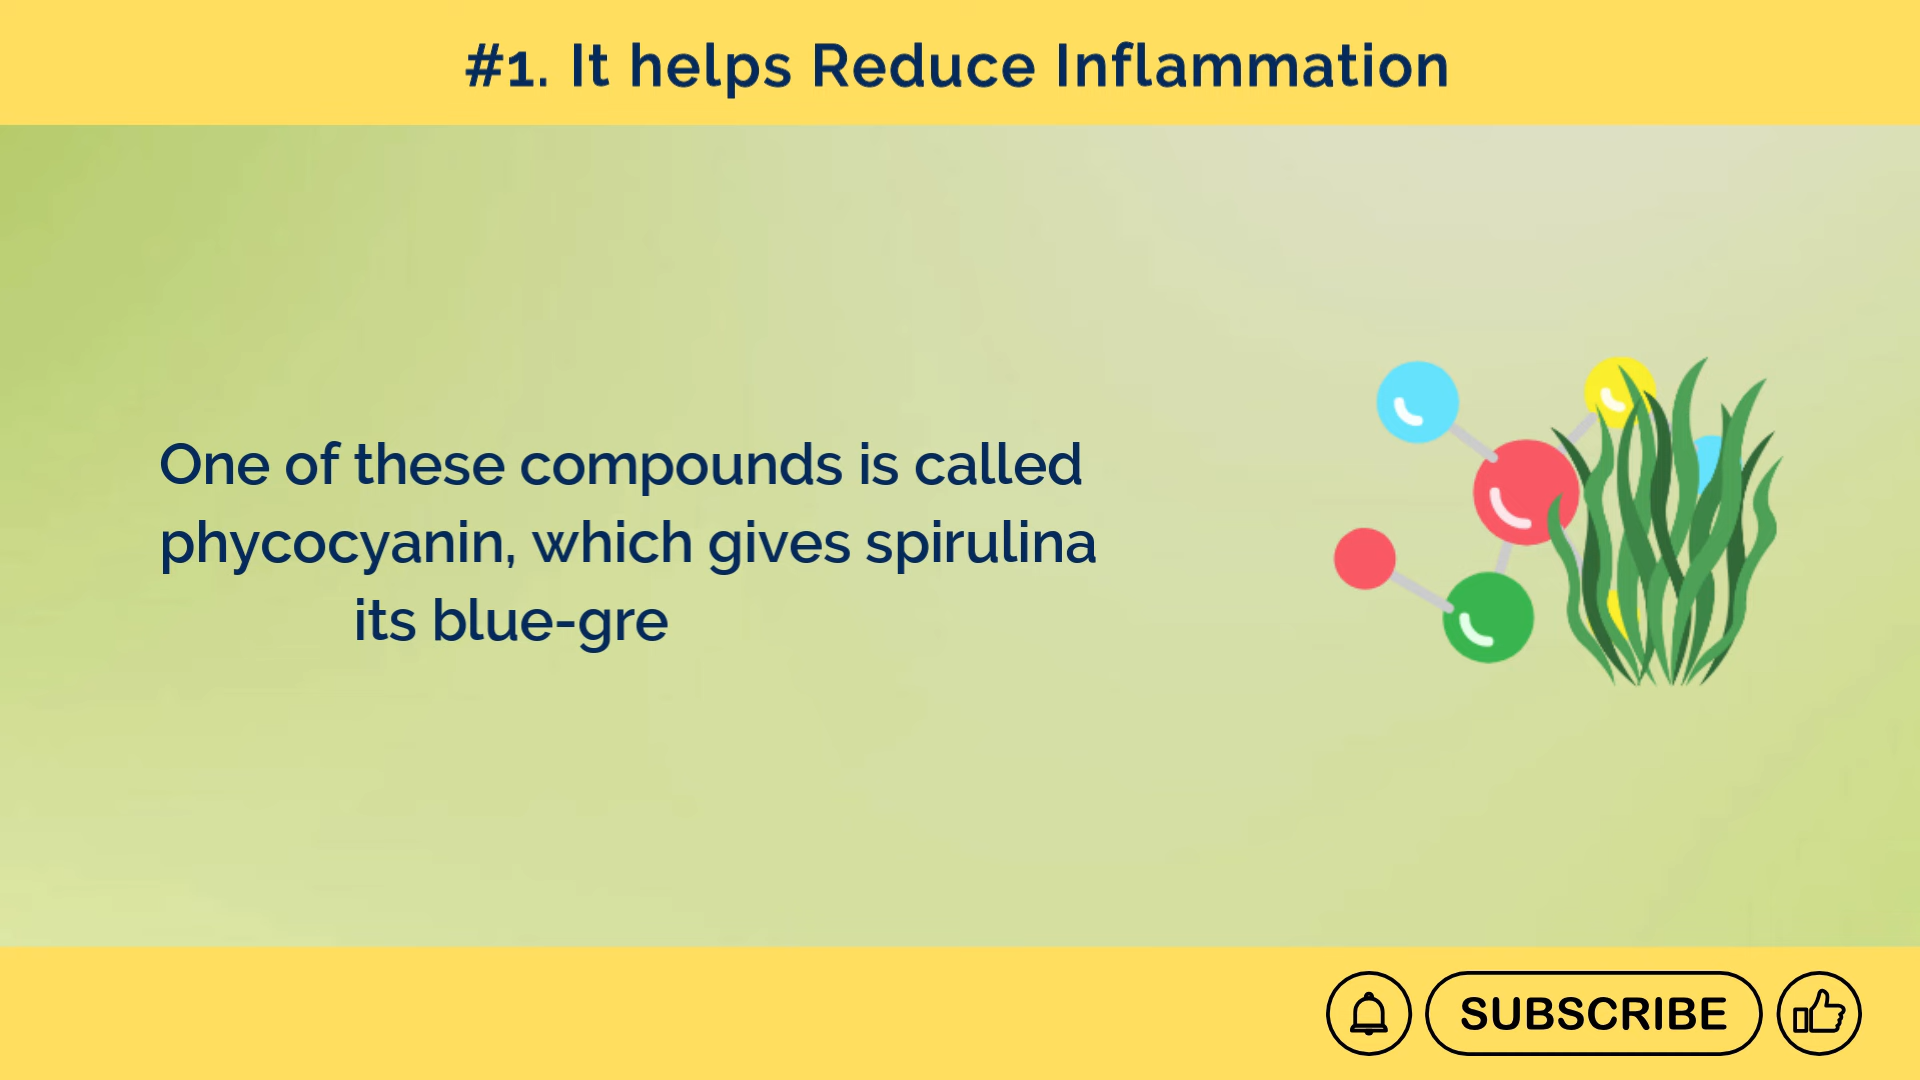 #1. It helps Reduce Inflammation
One of these compounds is called
phycocyanin, which gives spirulina
its blue-gre
SUBSCRIBE